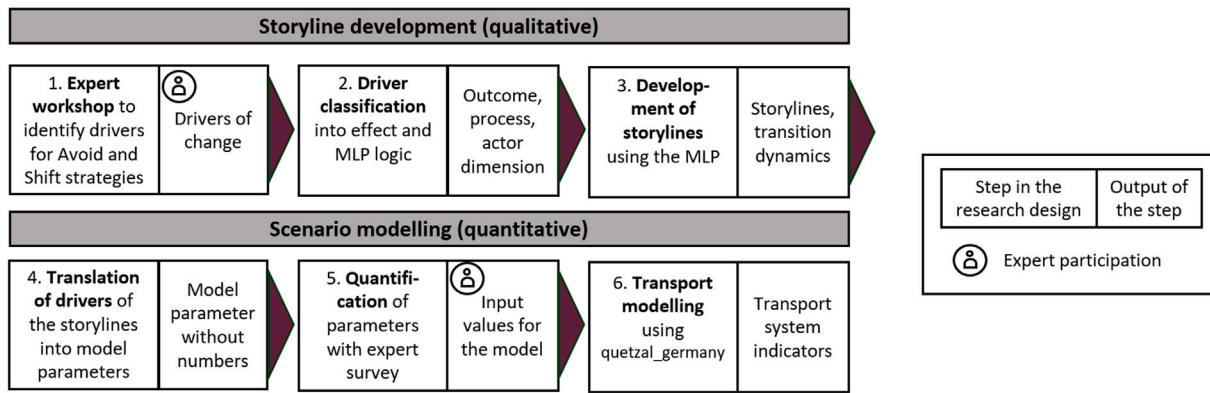 Storyline development (qualitative)
1. Expert
workshop to
identify drivers
for Avoid and
Shift strategies
Drivers of
change
2. Driver
classification
into effect and
MLP logic
Outcome,
process,
actor
dimension
3. Develop-
ment of
storylines
using the MLP
Storylines,
transition
dynamics
Scenario modelling (quantitative)
4. Translation
of drivers of
the storylines
into model
parameters
Model
parameter
without
numbers
5. Quantifi-
cation of
parameters
with expert
survey
Input
values for
the model
6. Transport
modelling
using
quetzal_germany
Transport
system
indicators
Step in the
research design
Output of
the step
Expert participation